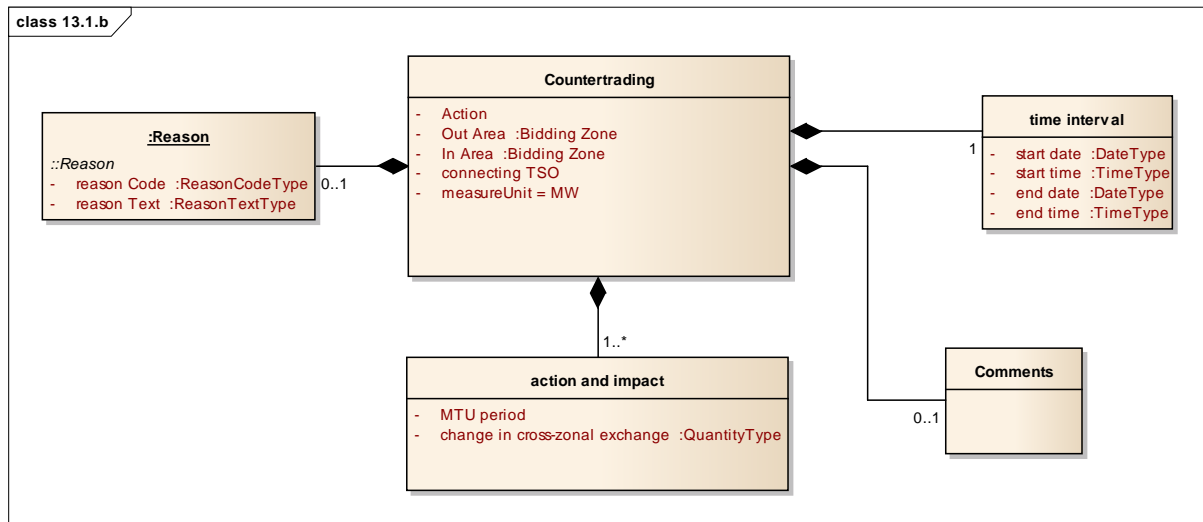 class 13.1.b
:Reason
::Reason
- reason Code :ReasonCodeType
- reason Text :ReasonTextType
0..1
Countertrading
- Action
- Out Area :Bidding Zone
- In Area :Bidding Zone
- connecting TSO
- measureUnit = MW
1
time interval
- start date :DateType
- start time :TimeType
- end date :DateType
- end time :TimeType
1..*
action and impact
- MTU period
- change in cross-zonal exchange :QuantityType
0..1
Comments